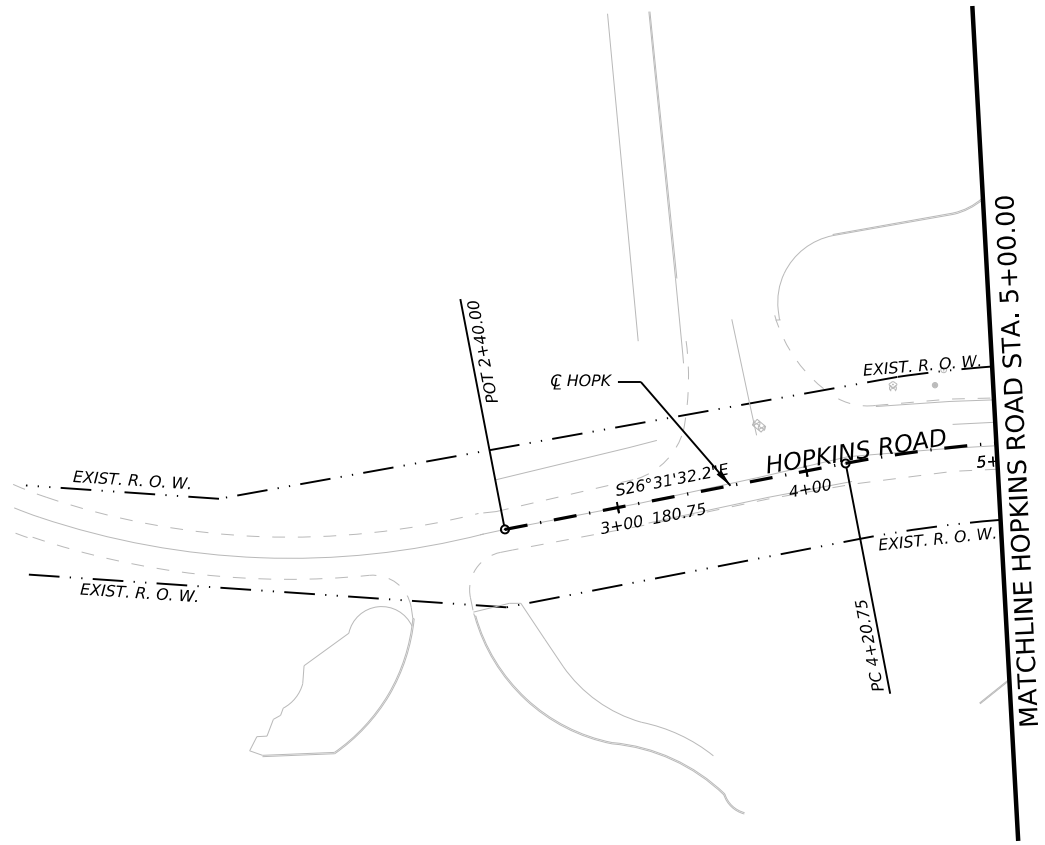 POT 2+40.00
℄ HOPK
EXIST. R. O. W.
MATCHLINE HOPKINS ROAD STA. 5+00.00
HOPKINS ROAD
5+
S26°31'32.2"E
EXIST. R. O. W.
4+00
3+00
180.75
EXIST. R. O. W.
EXIST. R. O. W.
PC 4+20.75